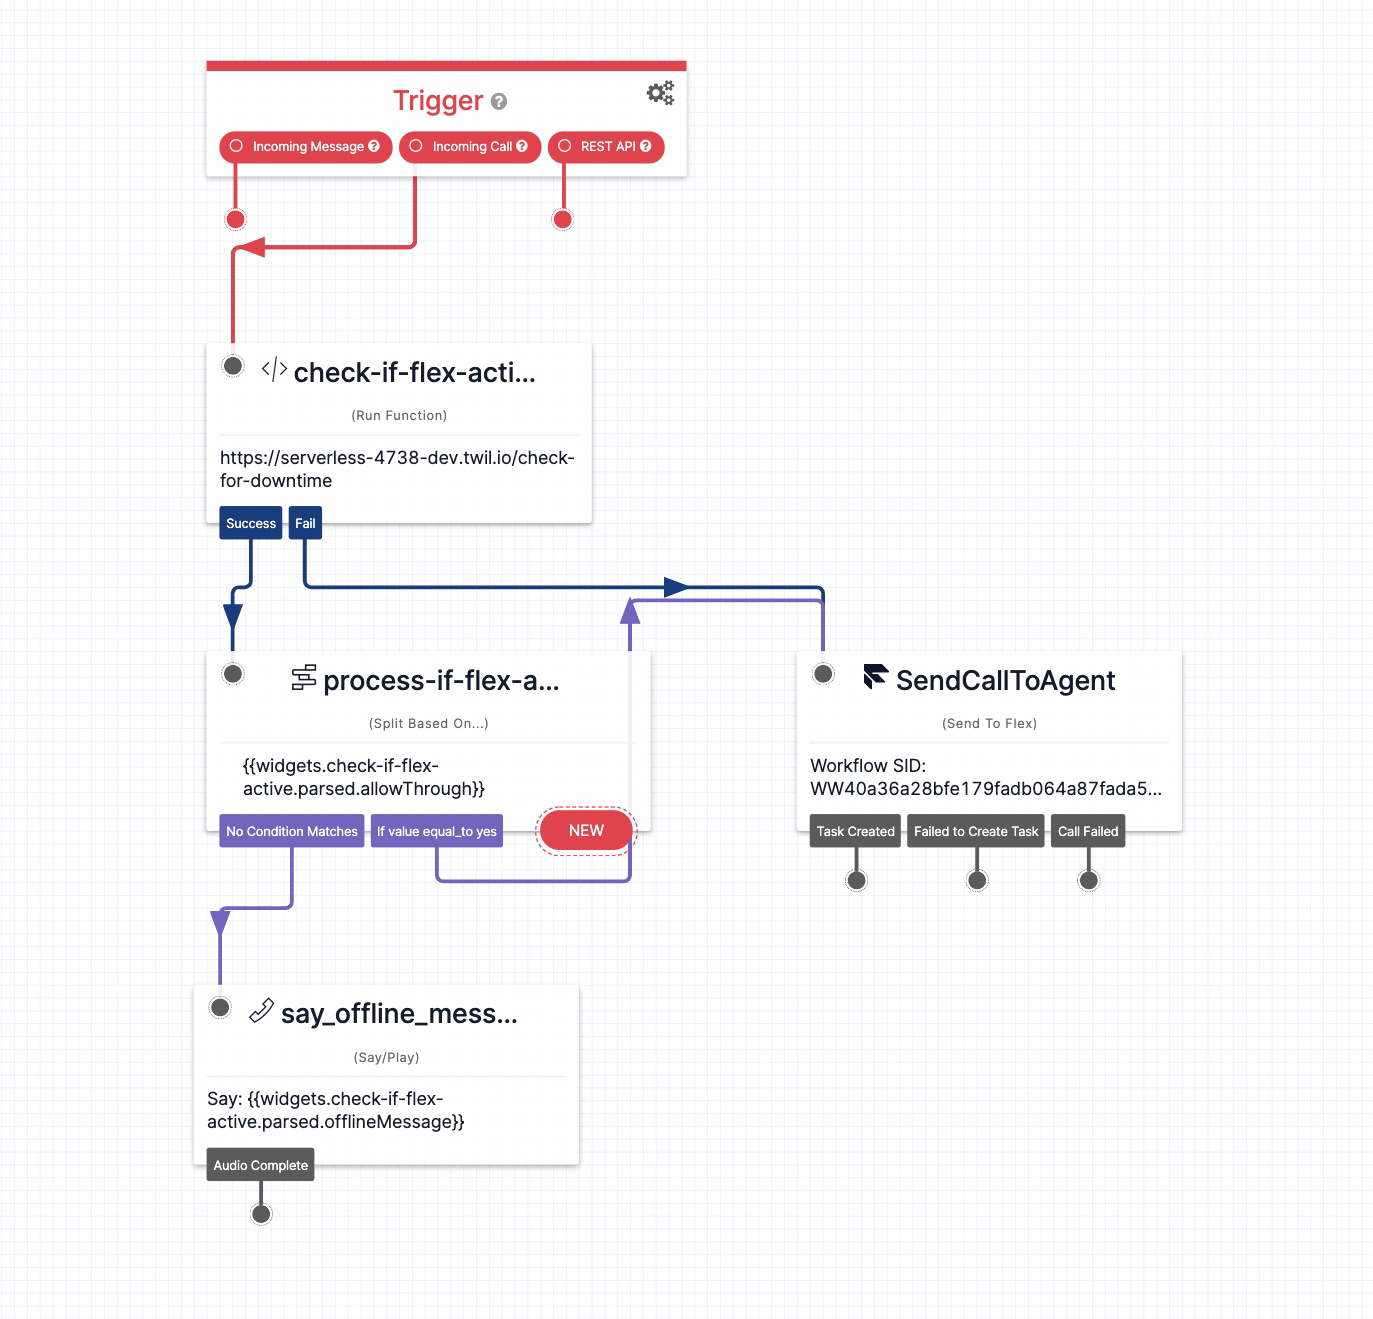 Trigger ?
Incoming Message ? Incoming Call ? REST API ?
</> check-if-flex-acti...
(Run Function)
https://serverless-4738-dev.twil.io/check-
for-downtime
Success Fail
process-if-flex-a...
(Split Based On...)
{{widgets.check-if-flex-
active.parsed.allowThrough}}
No Condition Matches If value equal_to yes NEW
SendCallToAgent
(Send To Flex)
Workflow SID:
WW40a36a28bfe179fadb064a87fada5...
Task Created Failed to Create Task Call Failed
say_offline_mess...
(Say/Play)
Say: {{widgets.check-if-flex-
active.parsed.offlineMessage}}
Audio Complete